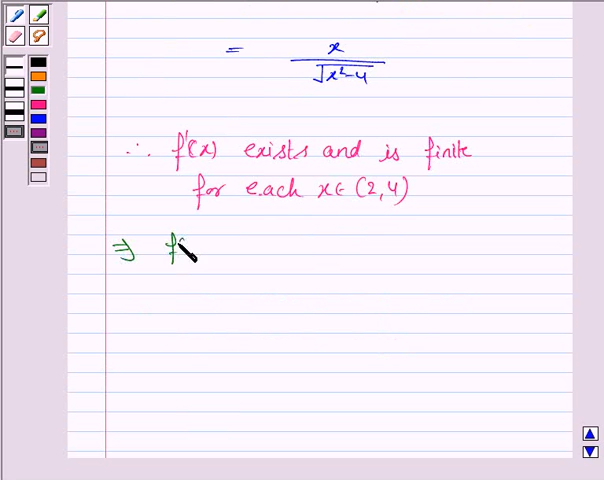 = x / √x²-4
∴ f'(x) exists and is finite
for each x∈ (2,4)
⇒ f